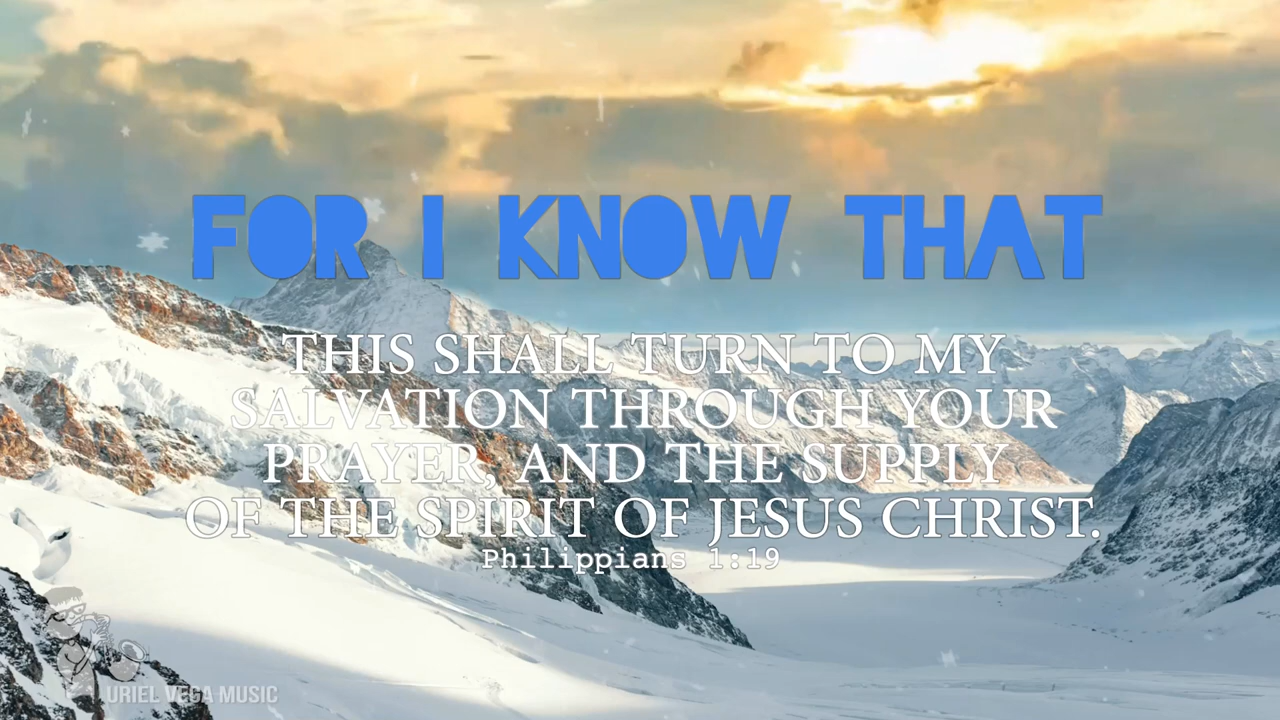 FOR I KNOW THAT
THIS SHALL TURN TO MY
SALVATION THROUGH YOUR
PRAYER, AND THE SUPPLY
OF THE SPIRIT OF JESUS CHRIST.
Philippians 1:19
URIEL VEGA MUSIC